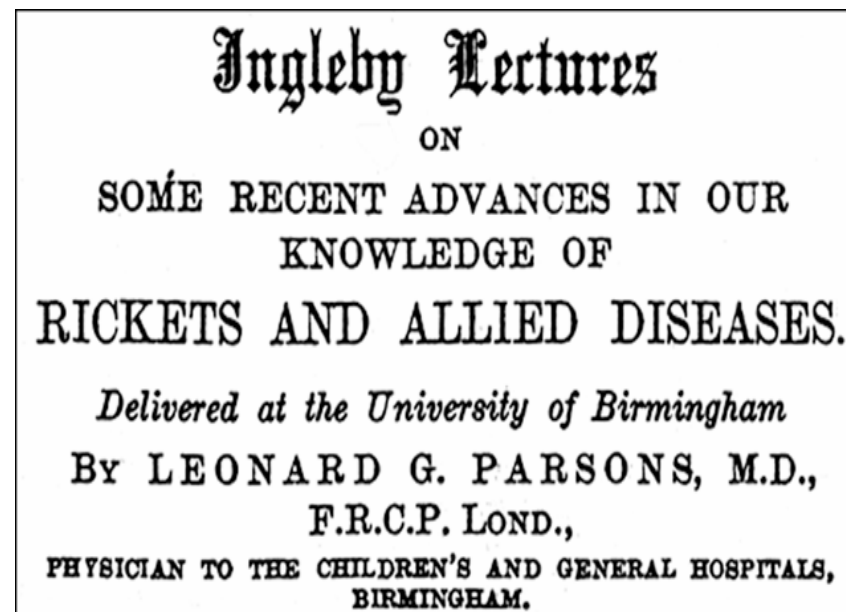 Ingleby Lectures
ON
SOME RECENT ADVANCES IN OUR
KNOWLEDGE OF
RICKETS AND ALLIED DISEASES.
Delivered at the University of Birmingham
BY LEONARD G. PARSONS, M.D.,
F.R.C.P. LOND.,
PHYSICIAN TO THE CHILDREN'S AND GENERAL HOSPITALS,
BIRMINGHAM.